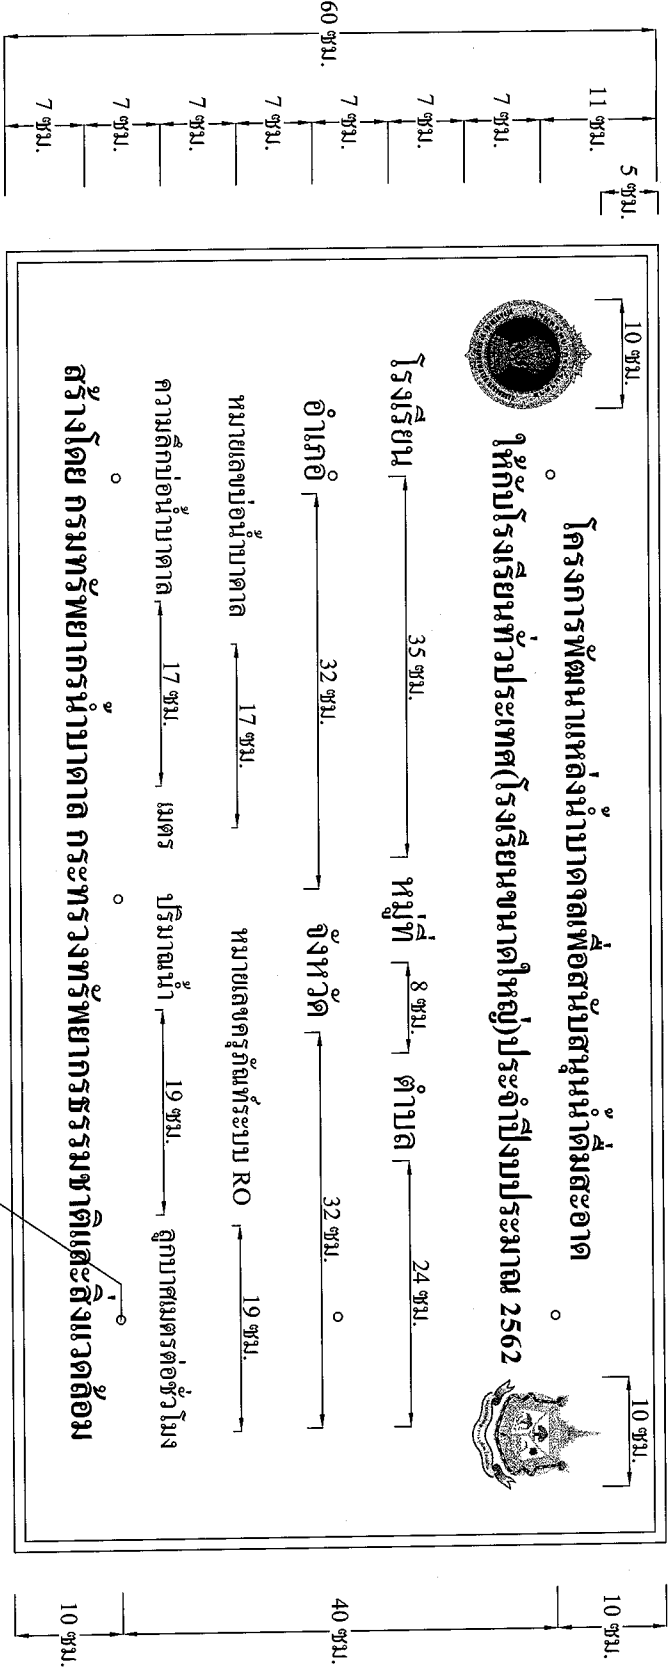 60 ซม.
11 ซม.
7 ซม.
7 ซม.
7 ซม.
7 ซม.
7 ซม.
7 ซม.
7 ซม.
5 ซม.
10 ซม.
10 ซม.
โครงการพัฒนาแหล่งน้ำบาดาลเพื่อสนับสนุนน้ำดื่มสะอาด
ให้กับโรงเรียนทั่วประเทศ(โรงเรียนขนาดใหญ่)ประจำปีงบประมาณ 2562
โรงเรียน 35 ซม. หมู่ที่ 8 ซม. ตำบล 24 ซม.
อำเภอ 32 ซม. จังหวัด 32 ซม.
หมายเลขบ่อน้ำบาดาล 17 ซม. หมายเลขครุภัณฑ์ระบบ RO 19 ซม.
ความลึกบ่อน้ำบาดาล 17 ซม. เมตร ปริมาณน้ำ 19 ซม. ลูกบาศเมตรต่อชั่วโมง
สร้างโดย กรมทรัพยากรน้ำบาดาล กระทรวงทรัพยากรธรรมชาติและสิ่งแวดล้อม
10 ซม.
40 ซม.
10 ซม.